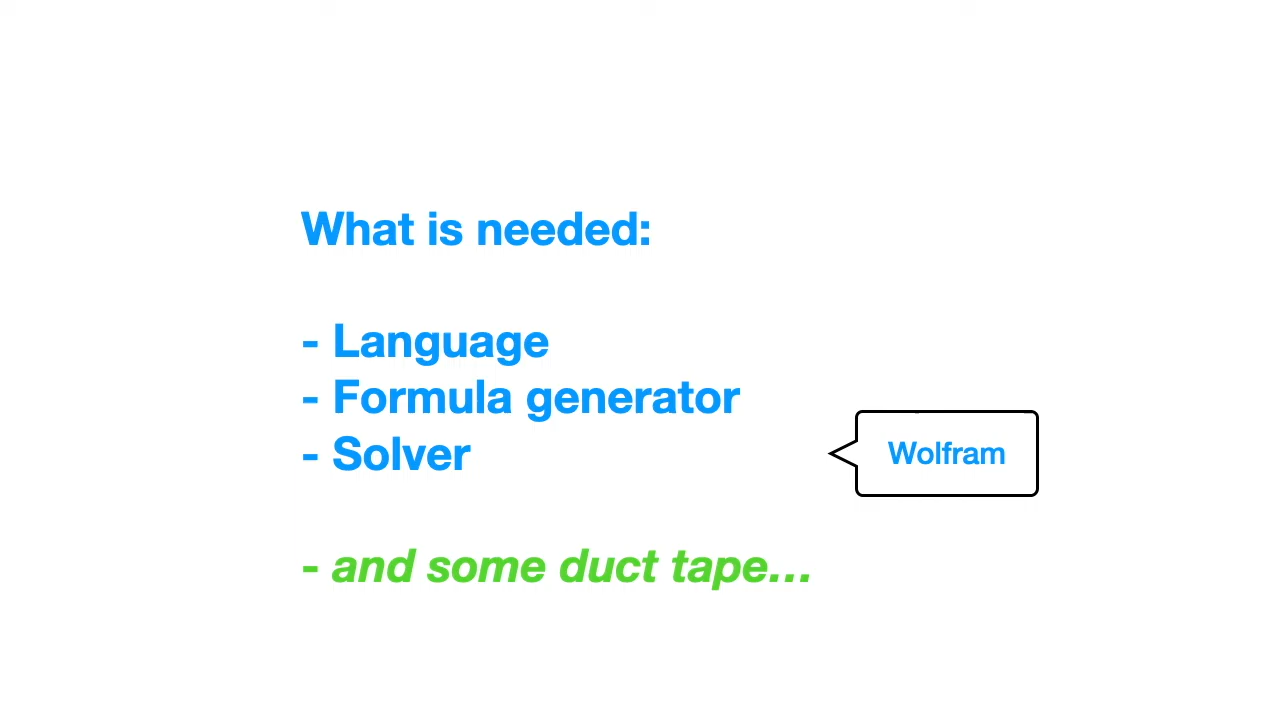 What is needed:
- Language
- Formula generator
- Solver
Wolfram
- and some duct tape...